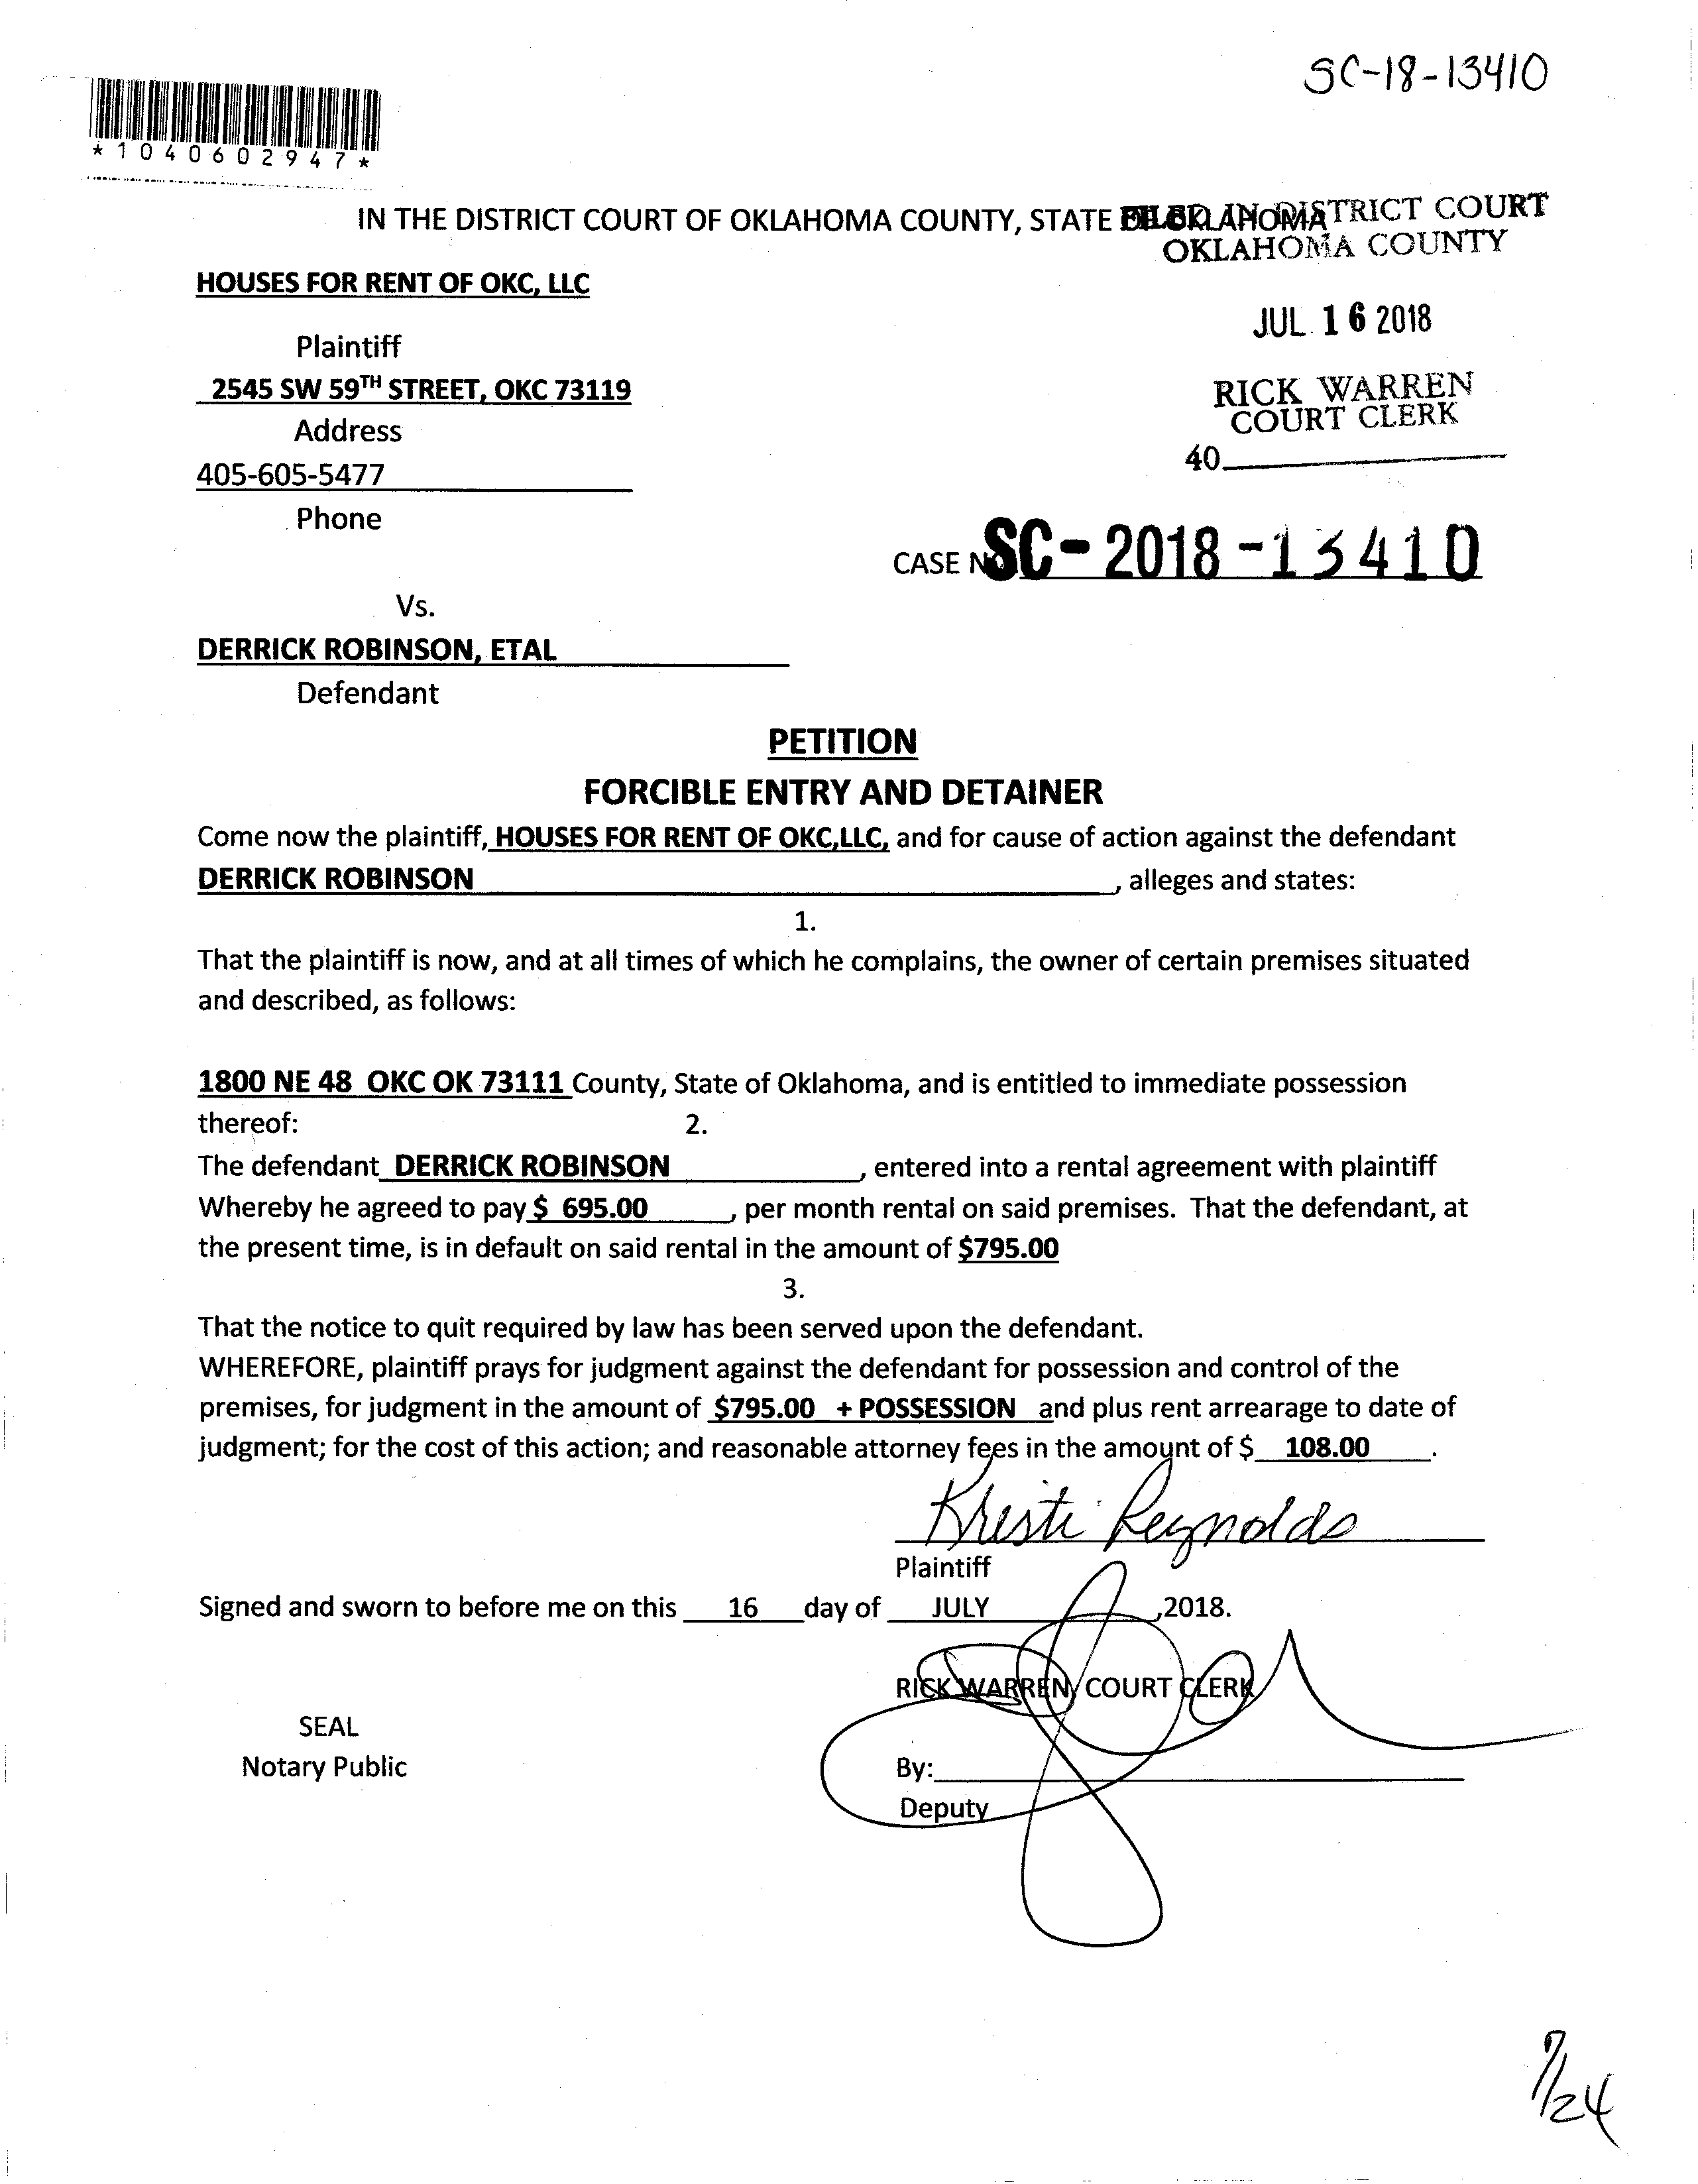 SC-18-13410
*1040602947*
IN THE DISTRICT COURT OF OKLAHOMA COUNTY, STATE OF OKLAHOMA
FILED IN DISTRICT COURT
OKLAHOMA COUNTY
HOUSES FOR RENT OF OKC, LLC
JUL 16 2018
Plaintiff
2545 SW 59TH STREET, OKC 73119
RICK WARREN
COURT CLERK
Address
40
405-605-5477
Phone
CASE NO. SC-2018-13410
Vs.
DERRICK ROBINSON, ETAL
Defendant
PETITION
FORCIBLE ENTRY AND DETAINER
Come now the plaintiff, HOUSES FOR RENT OF OKC,LLC, and for cause of action against the defendant
DERRICK ROBINSON, alleges and states:
1.
That the plaintiff is now, and at all times of which he complains, the owner of certain premises situated
and described, as follows:
1800 NE 48 OKC OK 73111 County, State of Oklahoma, and is entitled to immediate possession
thereof: 2.
The defendant DERRICK ROBINSON, entered into a rental agreement with plaintiff
Whereby he agreed to pay $ 695.00, per month rental on said premises. That the defendant, at
the present time, is in default on said rental in the amount of $795.00
3.
That the notice to quit required by law has been served upon the defendant.
WHEREFORE, plaintiff prays for judgment against the defendant for possession and control of the
premises, for judgment in the amount of $795.00 + POSSESSION and plus rent arrearage to date of
judgment; for the cost of this action; and reasonable attorney fees in the amount of $ 108.00.
Kristi Reynolds
Plaintiff
Signed and sworn to before me on this 16 day of JULY ,2018.
RICK WARREN, COURT CLERK
SEAL
Notary Public
By:
Deputy
7/24